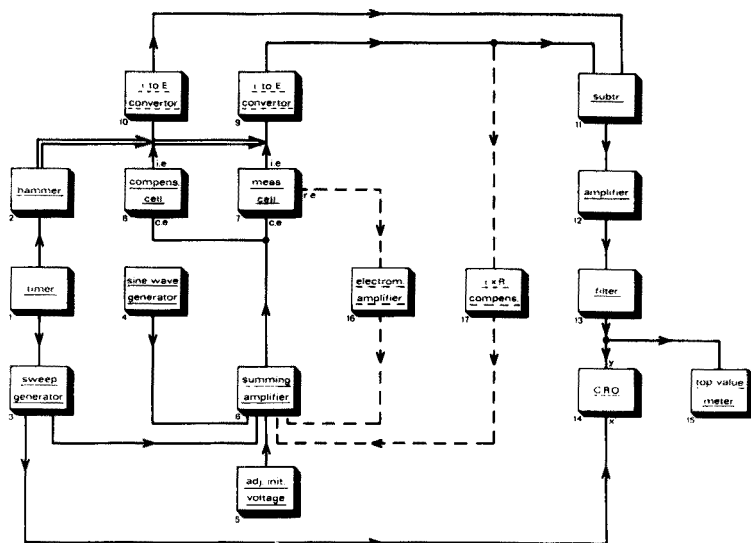 i to E
convertor
10
i to E
convertor
9
subtr.
11
i.e
i.e
hammer
2
compens.
cell
8
c.e
meas
cell
7
c.e
r.e
amplifier
12
timer
1
sine wave
generator
4
electrom.
amplifier
16
i × R
compens.
17
filter
13
sweep
generator
3
summing
amplifier
6
y
CRO
14
x
top value
meter
15
adj. init.
voltage
5